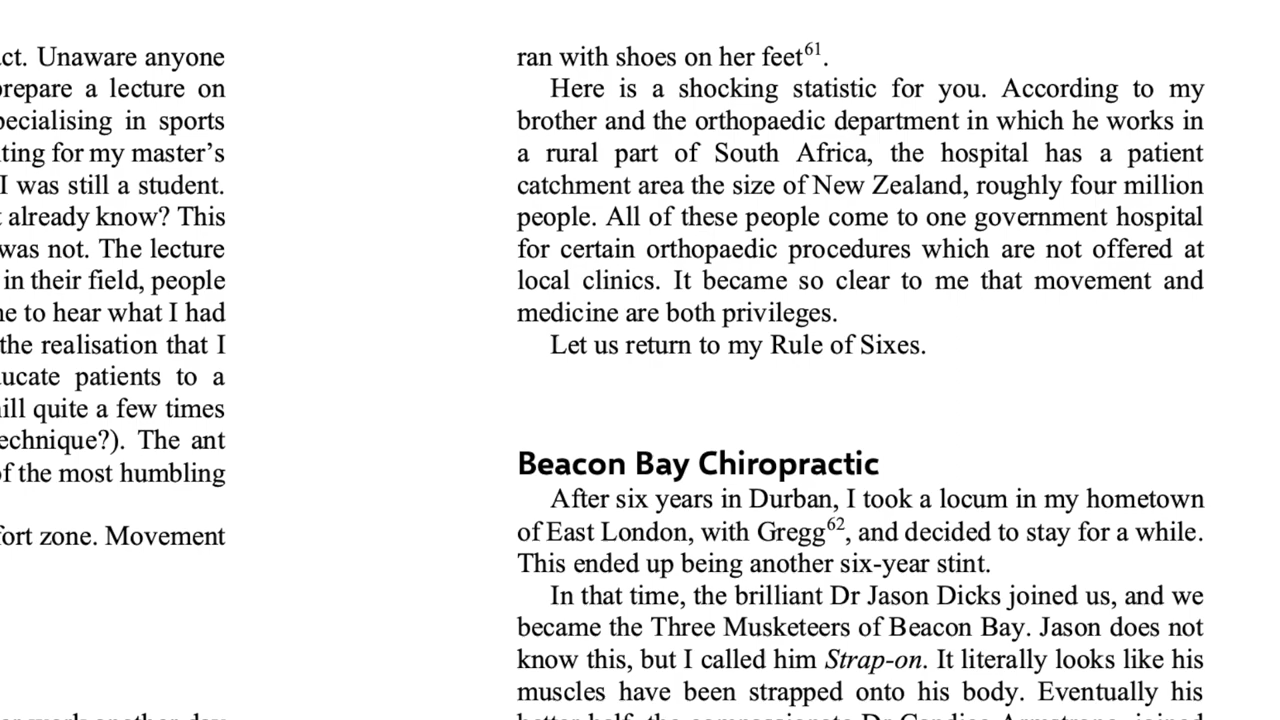 ct. Unaware anyone
prepare a lecture on
pecialising in sports
ting for my master's
I was still a student.
already know? This
was not. The lecture
in their field, people
e to hear what I had
the realisation that I
ucate patients to a
ill quite a few times
echnique?). The ant
of the most humbling
fort zone. Movement
ran with shoes on her feet61.
Here is a shocking statistic for you. According to my
brother and the orthopaedic department in which he works in
a rural part of South Africa, the hospital has a patient
catchment area the size of New Zealand, roughly four million
people. All of these people come to one government hospital
for certain orthopaedic procedures which are not offered at
local clinics. It became so clear to me that movement and
medicine are both privileges.
Let us return to my Rule of Sixes.
Beacon Bay Chiropractic
After six years in Durban, I took a locum in my hometown
of East London, with Gregg62, and decided to stay for a while.
This ended up being another six-year stint.
In that time, the brilliant Dr Jason Dicks joined us, and we
became the Three Musketeers of Beacon Bay. Jason does not
know this, but I called him Strap-on. It literally looks like his
muscles have been strapped onto his body. Eventually his
better half, the compassionate Dr Candice Armstrong, joined